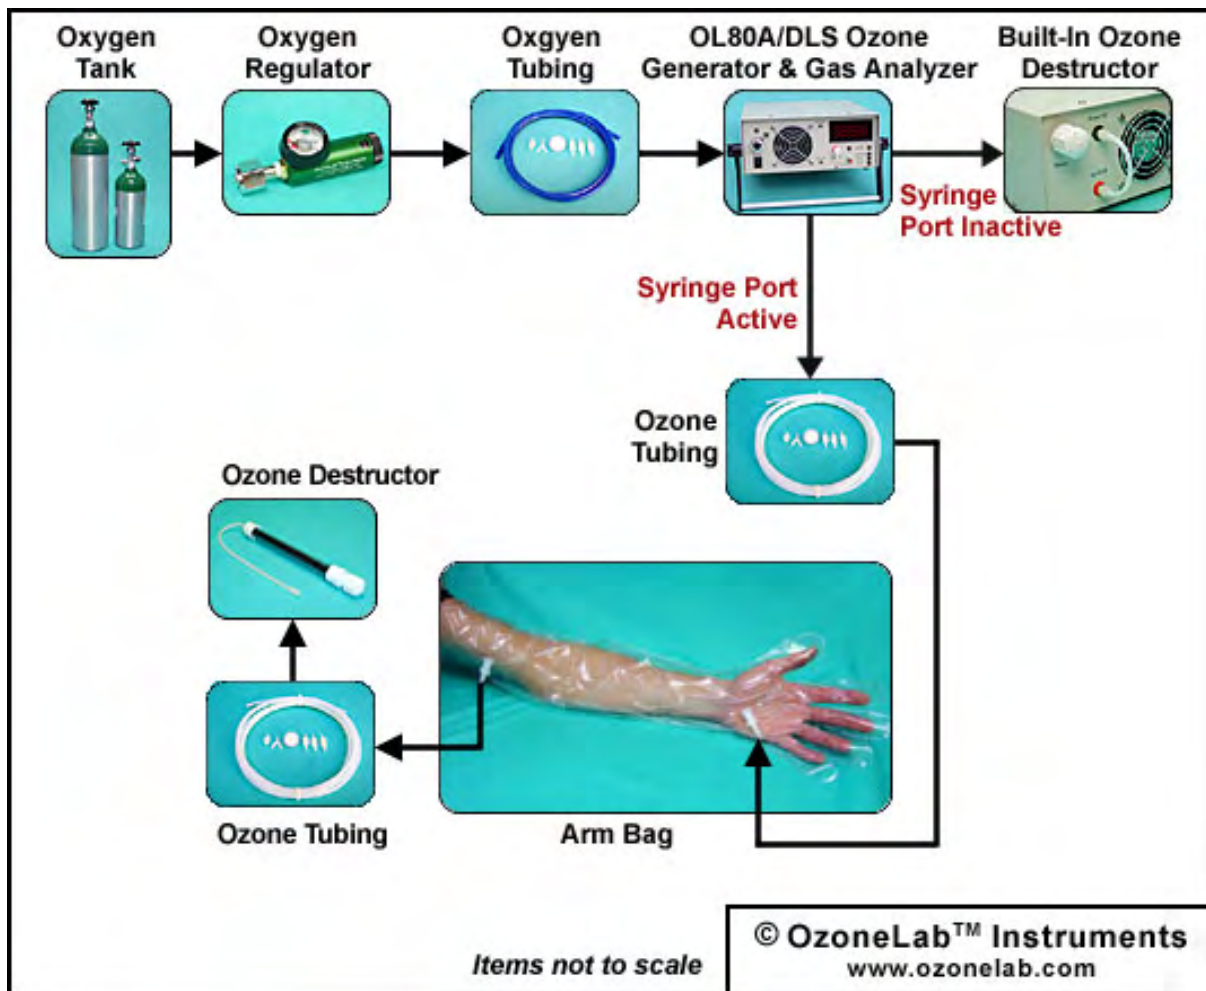 Oxygen
Tank
Oxygen
Regulator
Oxgyen
Tubing
OL80A/DLS Ozone
Generator & Gas Analyzer
Built-In Ozone
Destructor
Syringe
Port Inactive
Syringe Port
Active
Ozone
Tubing
Ozone Destructor
Ozone Tubing
Arm Bag
Items not to scale
© OzoneLab™ Instruments
www.ozonelab.com